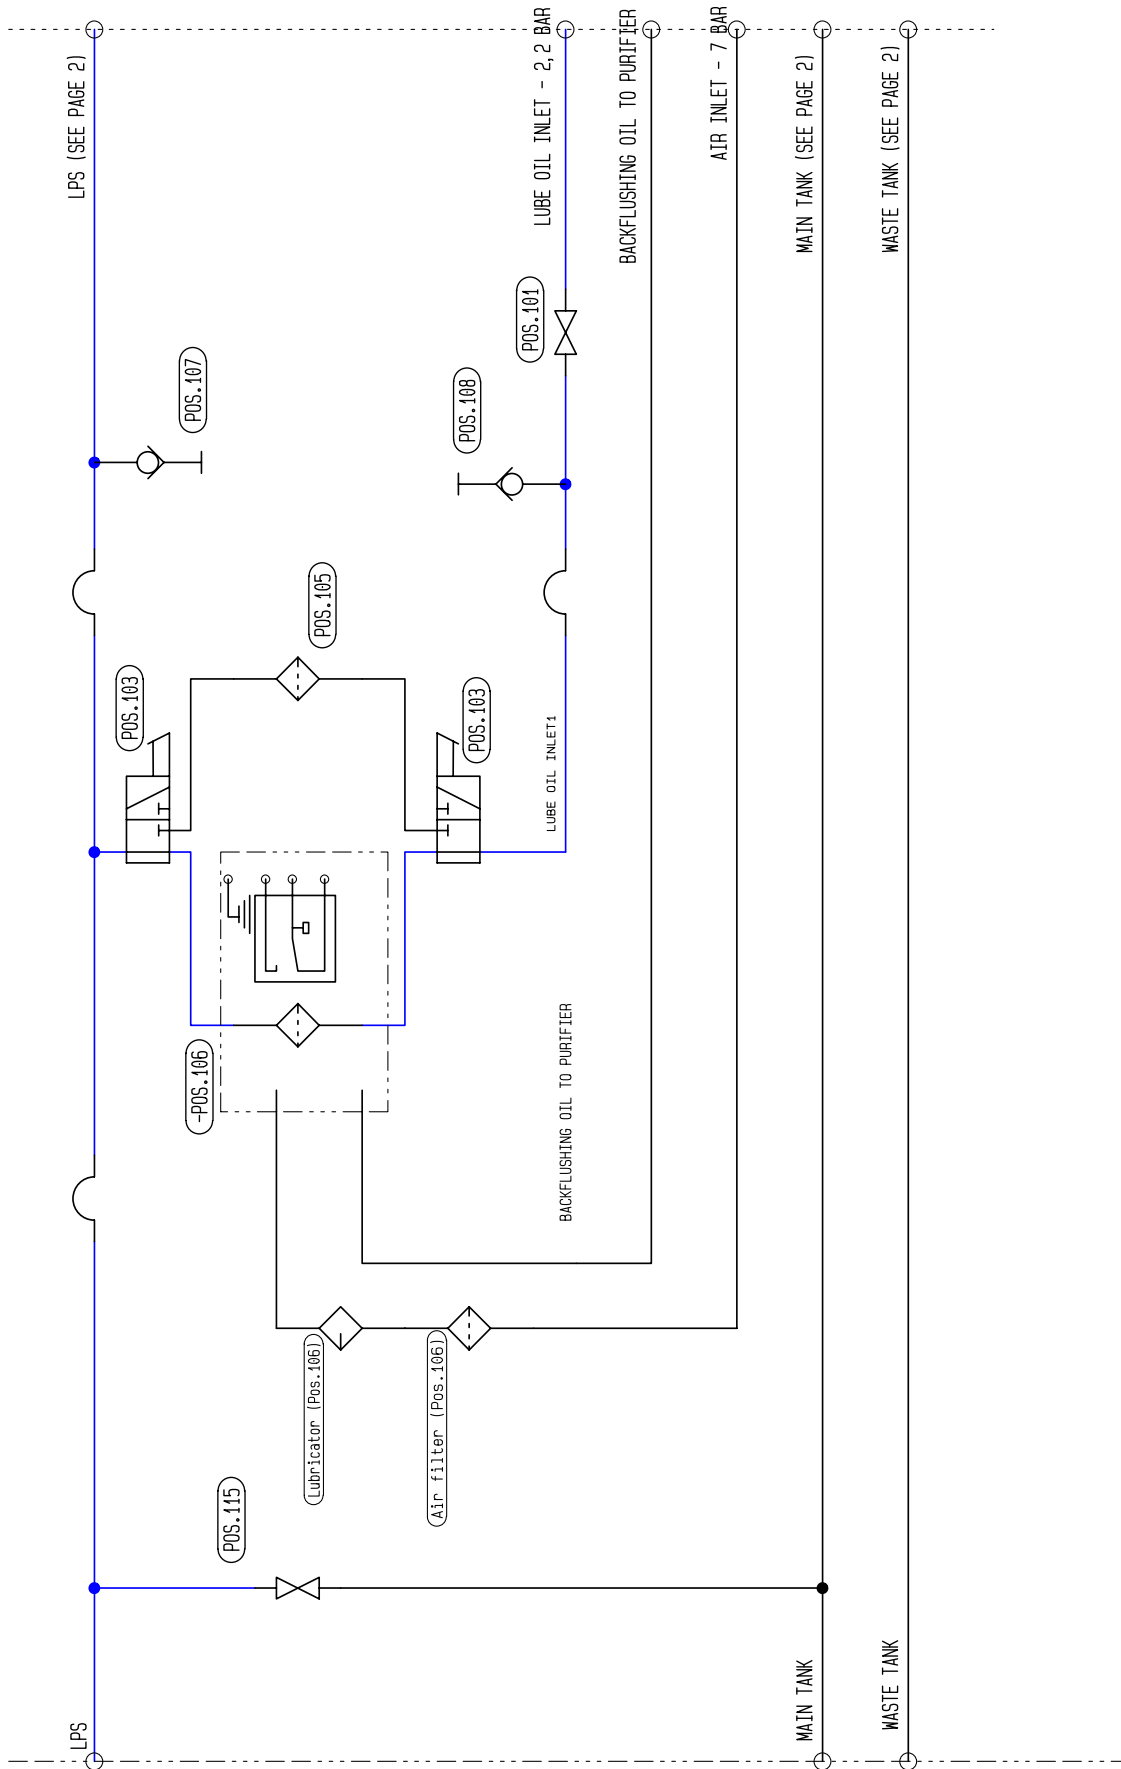 LPS (SEE PAGE 2)
LUBE OIL INLET - 2,2 BAR
BACKFLUSHING OIL TO PURIFIER
AIR INLET - 7 BAR
MAIN TANK (SEE PAGE 2)
WASTE TANK (SEE PAGE 2)
POS.101
POS.107
POS.108
POS.105
POS.103
POS.103
LUBE OIL INLET1
-POS.106
BACKFLUSHING OIL TO PURIFIER
Lubricator (Pos.106)
Air filter (Pos.106)
POS.115
LPS
MAIN TANK
WASTE TANK